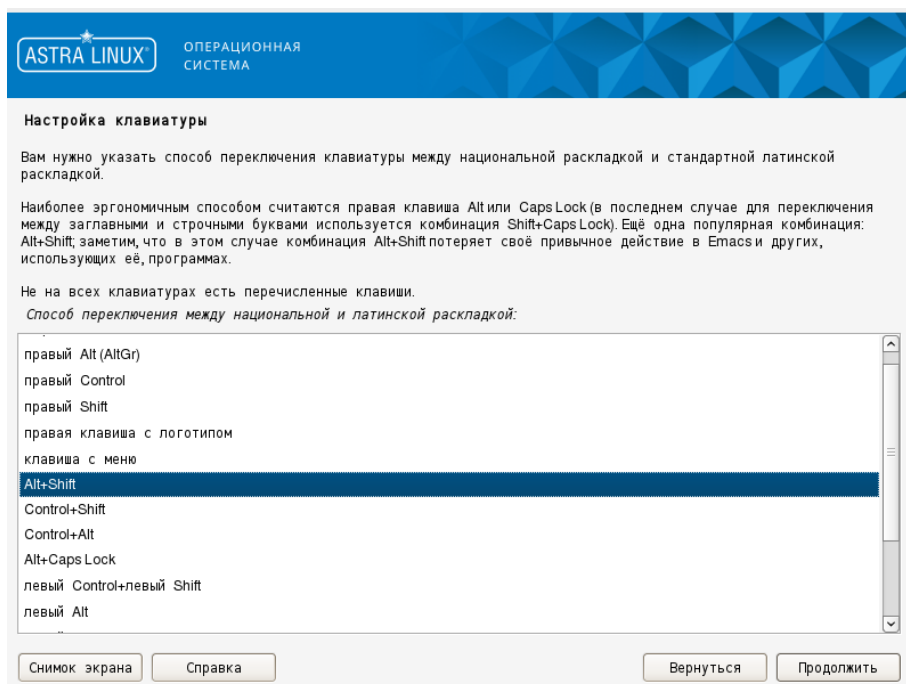 ASTRA LINUX®
ОПЕРАЦИОННАЯ
СИСТЕМА
Настройка клавиатуры
Вам нужно указать способ переключения клавиатуры между национальной раскладкой и стандартной латинской
раскладкой.
Наиболее эргономичным способом считаются правая клавиша Alt или Caps Lock (в последнем случае для переключения
между заглавными и строчными буквами используется комбинация Shift+Caps Lock). Ещё одна популярная комбинация:
Alt+Shift; заметим, что в этом случае комбинация Alt+Shift потеряет своё привычное действие в Emacs и других,
использующих её, программах.
Не на всех клавиатурах есть перечисленные клавиши.
Способ переключения между национальной и латинской раскладкой:
правый Alt (AltGr)
правый Control
правый Shift
правая клавиша с логотипом
клавиша с меню
Alt+Shift
Control+Shift
Control+Alt
Alt+Caps Lock
левый Control+левый Shift
левый Alt
Снимок экрана
Справка
Вернуться
Продолжить